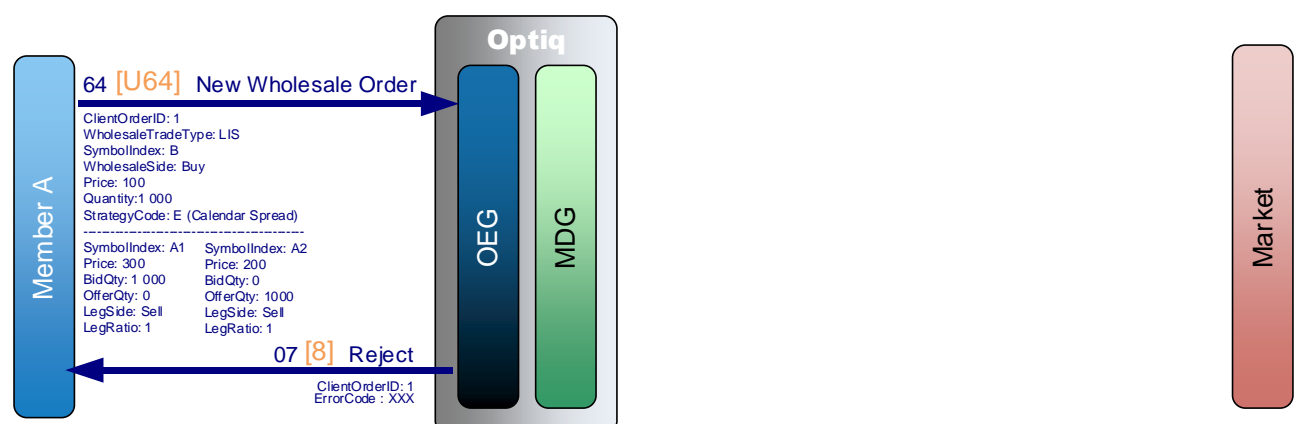 Optiq
64 [U64] New Wholesale Order
ClientOrderID: 1
WholesaleTradeType: LIS
SymbolIndex: B
WholesaleSide: Buy
Price: 100
Quantity:1 000
StrategyCode: E (Calendar Spread)
------------------------------------------------
SymbolIndex: A1
Price: 300
BidQty: 1 000
OfferQty: 0
LegSide: Sell
LegRatio: 1
SymbolIndex: A2
Price: 200
BidQty: 0
OfferQty: 1000
LegSide: Sell
LegRatio: 1
07 [8] Reject
ClientOrderID: 1
ErrorCode : XXX
Member A
OEG
MDG
Market